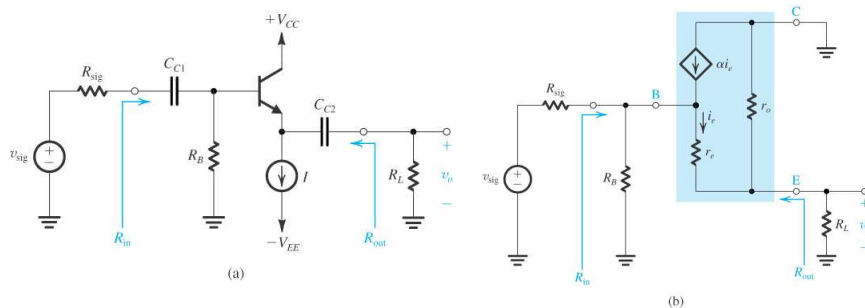 +V_CC
C_C1
R_sig
C_C2
R_B
v_sig
+
−
I
R_L
+
v_o
−
R_in
−V_EE
R_out
(a)
C
αi_e
R_sig
B
r_o
i_e
r_e
R_B
v_sig
+
−
E
+
R_L
−
R_in
R_out
(b)